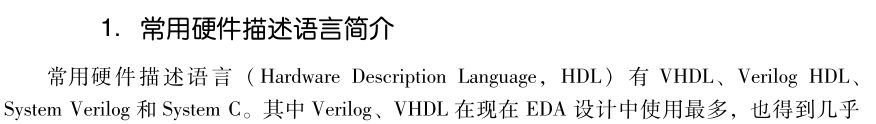 1. 常用硬件描述语言简介
常用硬件描述语言（Hardware Description Language，HDL）有 VHDL、Verilog HDL、
System Verilog 和 System C。其中 Verilog、VHDL 在现在 EDA 设计中使用最多，也得到几乎